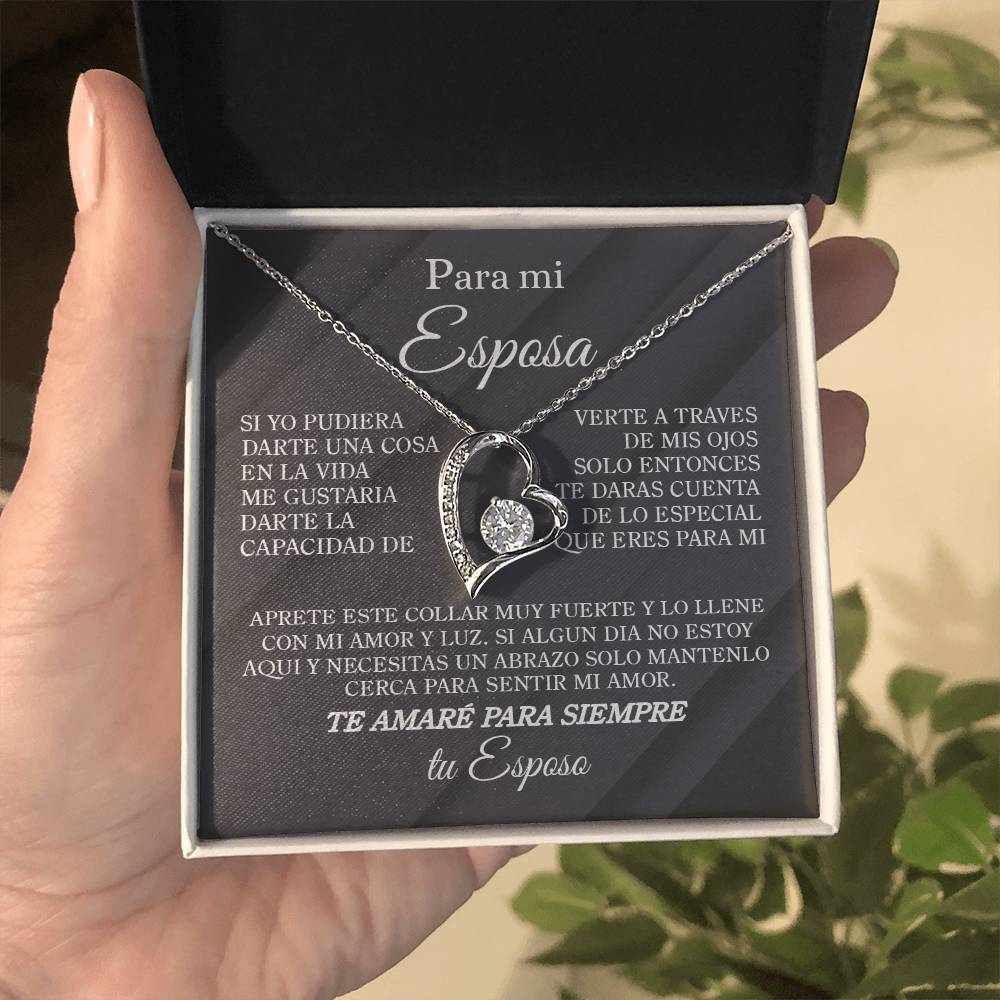 Para mi
Esposa
SI YO PUDIERA
DARTE UNA COSA
EN LA VIDA
ME GUSTARIA
DARTE LA
CAPACIDAD DE
VERTE A TRAVES
DE MIS OJOS
SOLO ENTONCES
TE DARAS CUENTA
DE LO ESPECIAL
QUE ERES PARA MI
APRETE ESTE COLLAR MUY FUERTE Y LO LLENE
CON MI AMOR Y LUZ. SI ALGUN DIA NO ESTOY
AQUI Y NECESITAS UN ABRAZO SOLO MANTENLO
CERCA PARA SENTIR MI AMOR.
TE AMARÉ PARA SIEMPRE
tu Esposo